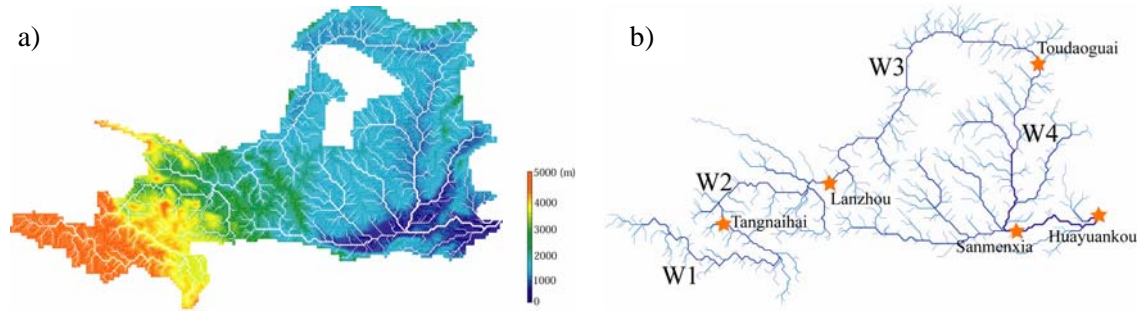 a)
5000 (m)
4000
3000
2000
1000
0
b)
Toudaoguai
W3
W4
W2
Lanzhou
Tangnaihai
Sanmenxia
Huayuankou
W1